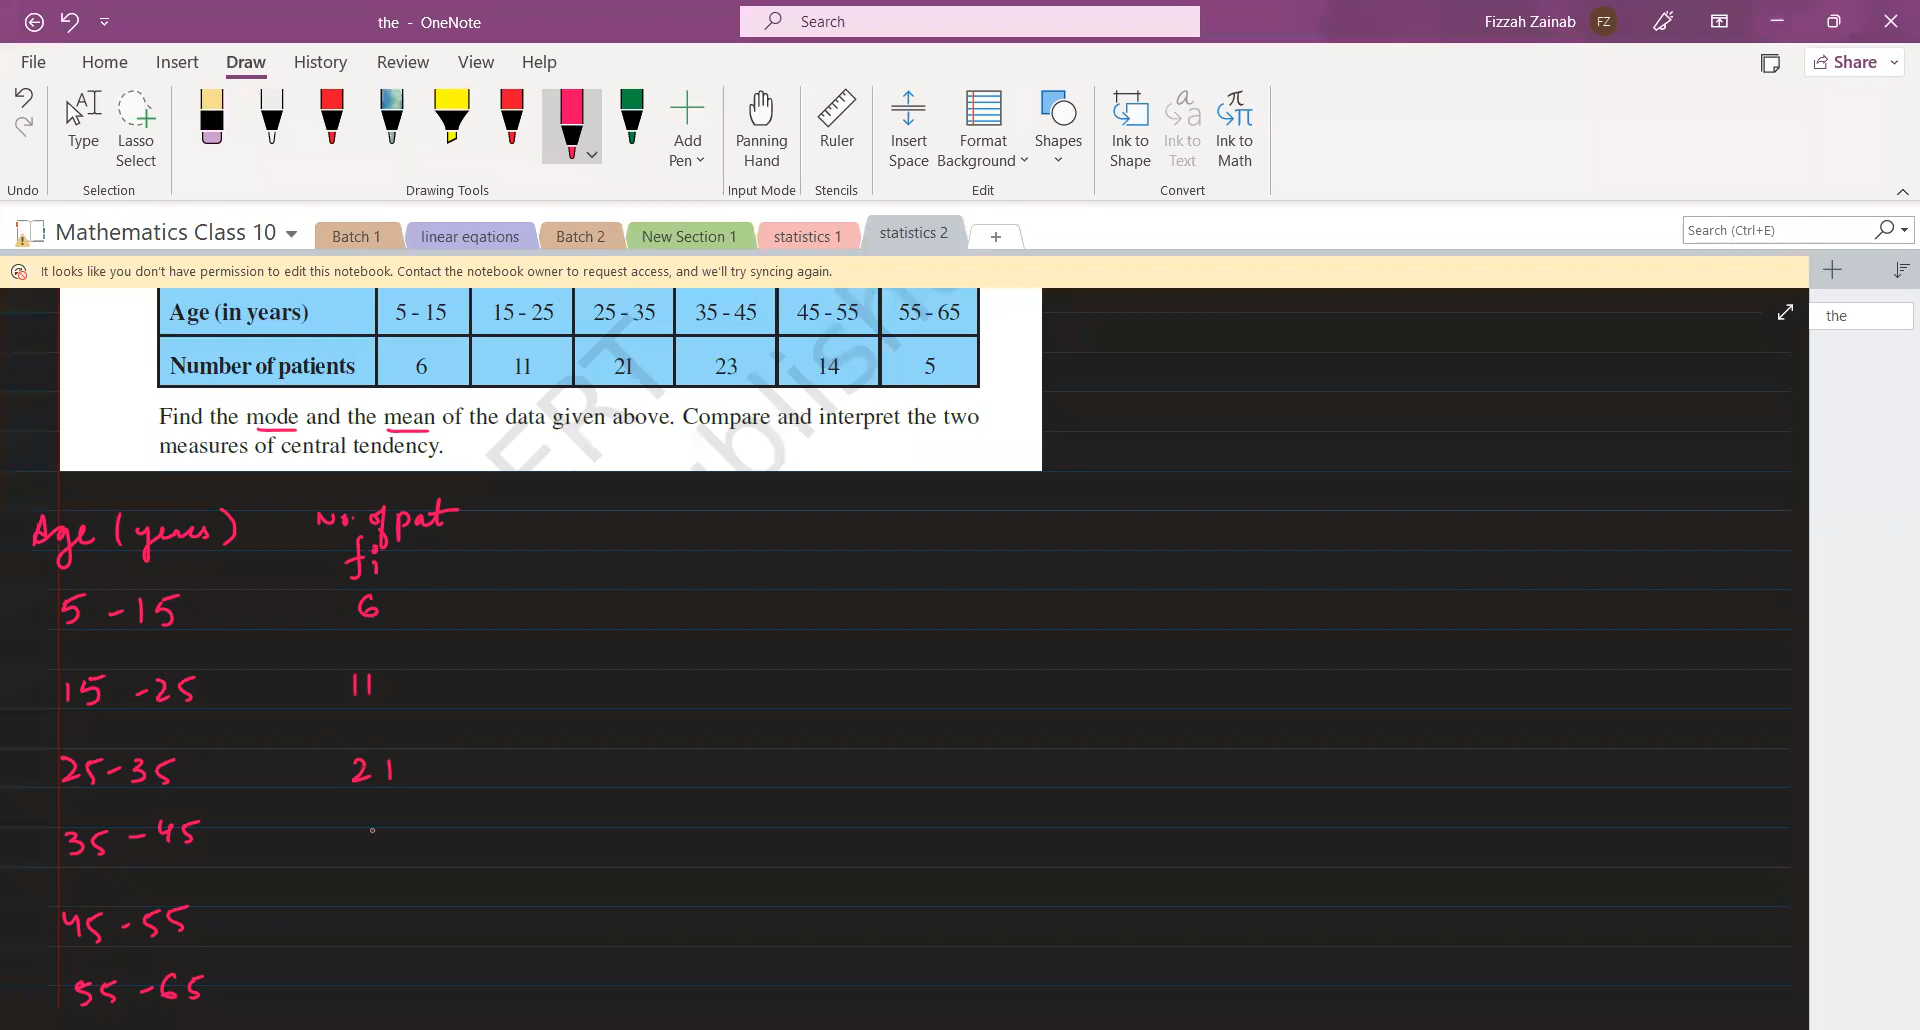 the - OneNote
Search
Fizzah Zainab FZ
File Home Insert Draw History Review View Help
Share
Type
Lasso Select
Add Pen
Panning Hand
Ruler
Insert Space
Format Background
Shapes
Ink to Shape
Ink to Text
Ink to Math
Undo Selection Drawing Tools Input Mode Stencils Edit Convert
Mathematics Class 10 Batch 1 linear eqations Batch 2 New Section 1 statistics 1 statistics 2
Search (Ctrl+E)
It looks like you don't have permission to edit this notebook. Contact the notebook owner to request access, and we'll try syncing again.
the
Age (in years) 5 - 15 15 - 25 25 - 35 35 - 45 45 - 55 55 - 65
Number of patients 6 11 21 23 14 5
Find the mode and the mean of the data given above. Compare and interpret the two
measures of central tendency.
Age (years) No. of pat
fi
5 - 15 6
15 - 25 11
25 - 35 21
35 - 45
45 - 55
55 - 65